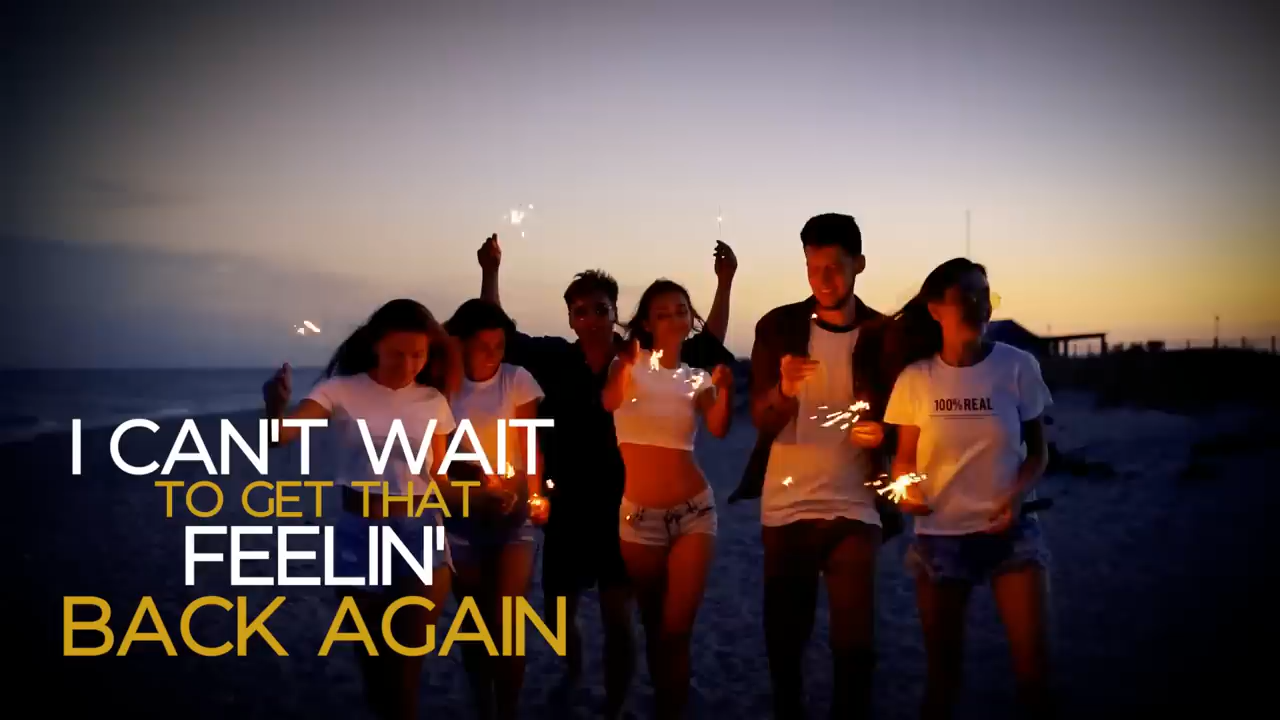 100%REAL
I CAN'T WAIT
TO GET THAT
FEELIN'
BACK AGAIN